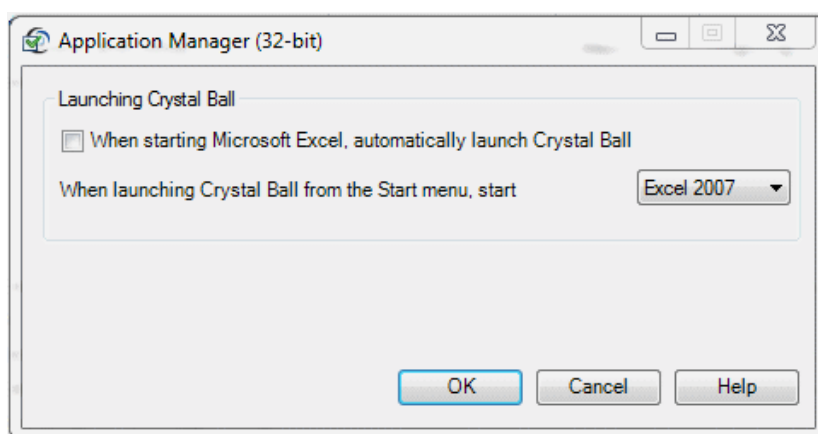 Application Manager (32-bit)
Launching Crystal Ball
When starting Microsoft Excel, automatically launch Crystal Ball
When launching Crystal Ball from the Start menu, start Excel 2007
OK Cancel Help